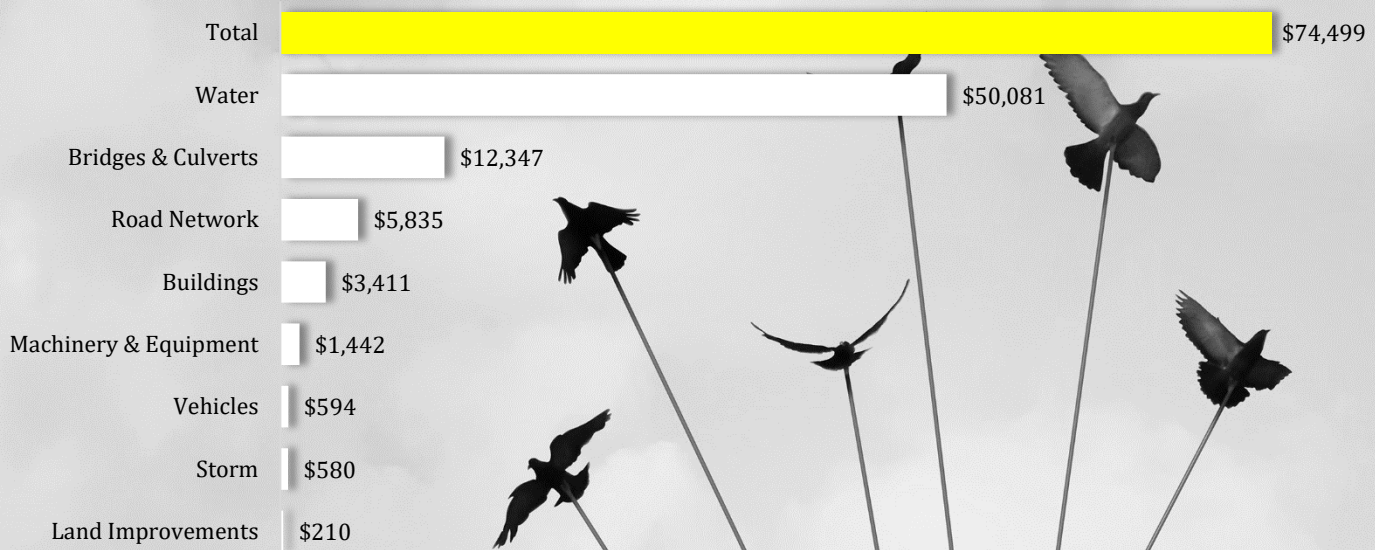 Total $74,499
Water $50,081
Bridges & Culverts $12,347
Road Network $5,835
Buildings $3,411
Machinery & Equipment $1,442
Vehicles $594
Storm $580
Land Improvements $210